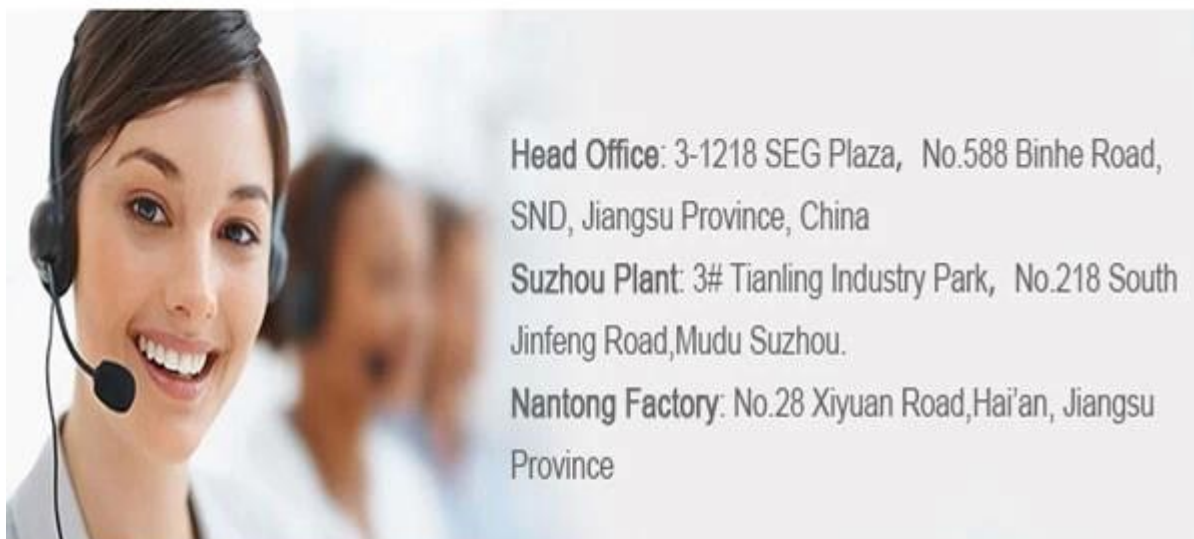 Head Office: 3-1218 SEG Plaza，No.588 Binhe Road,
SND, Jiangsu Province, China
Suzhou Plant: 3# Tianling Industry Park，No.218 South
Jinfeng Road,Mudu Suzhou.
Nantong Factory: No.28 Xiyuan Road,Hai'an, Jiangsu
Province